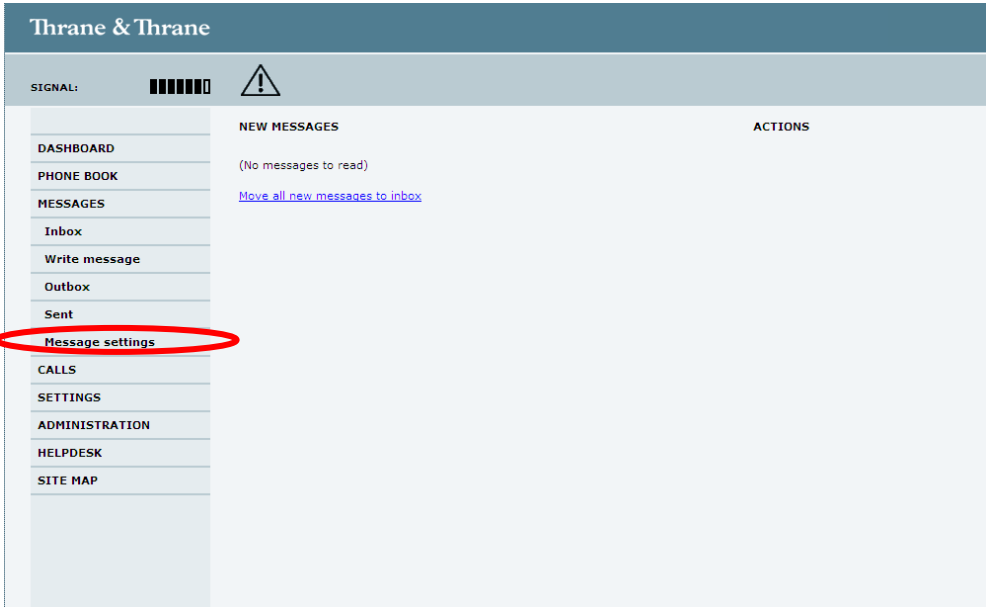 Thrane & Thrane
SIGNAL:
DASHBOARD
PHONE BOOK
MESSAGES
Inbox
Write message
Outbox
Sent
Message settings
CALLS
SETTINGS
ADMINISTRATION
HELPDESK
SITE MAP
NEW MESSAGES
ACTIONS
(No messages to read)
Move all new messages to inbox